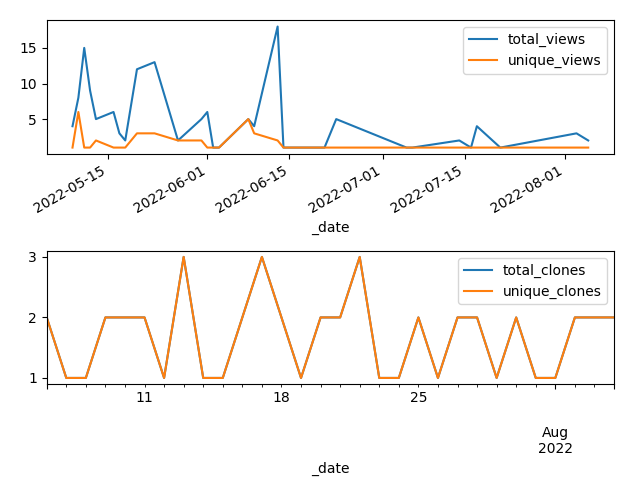 15
10
5
total_views
unique_views
2022-05-15
2022-06-01
2022-06-15
2022-07-01
2022-07-15
2022-08-01
_date
3
2
1
total_clones
unique_clones
11
18
25
Aug
2022
_date